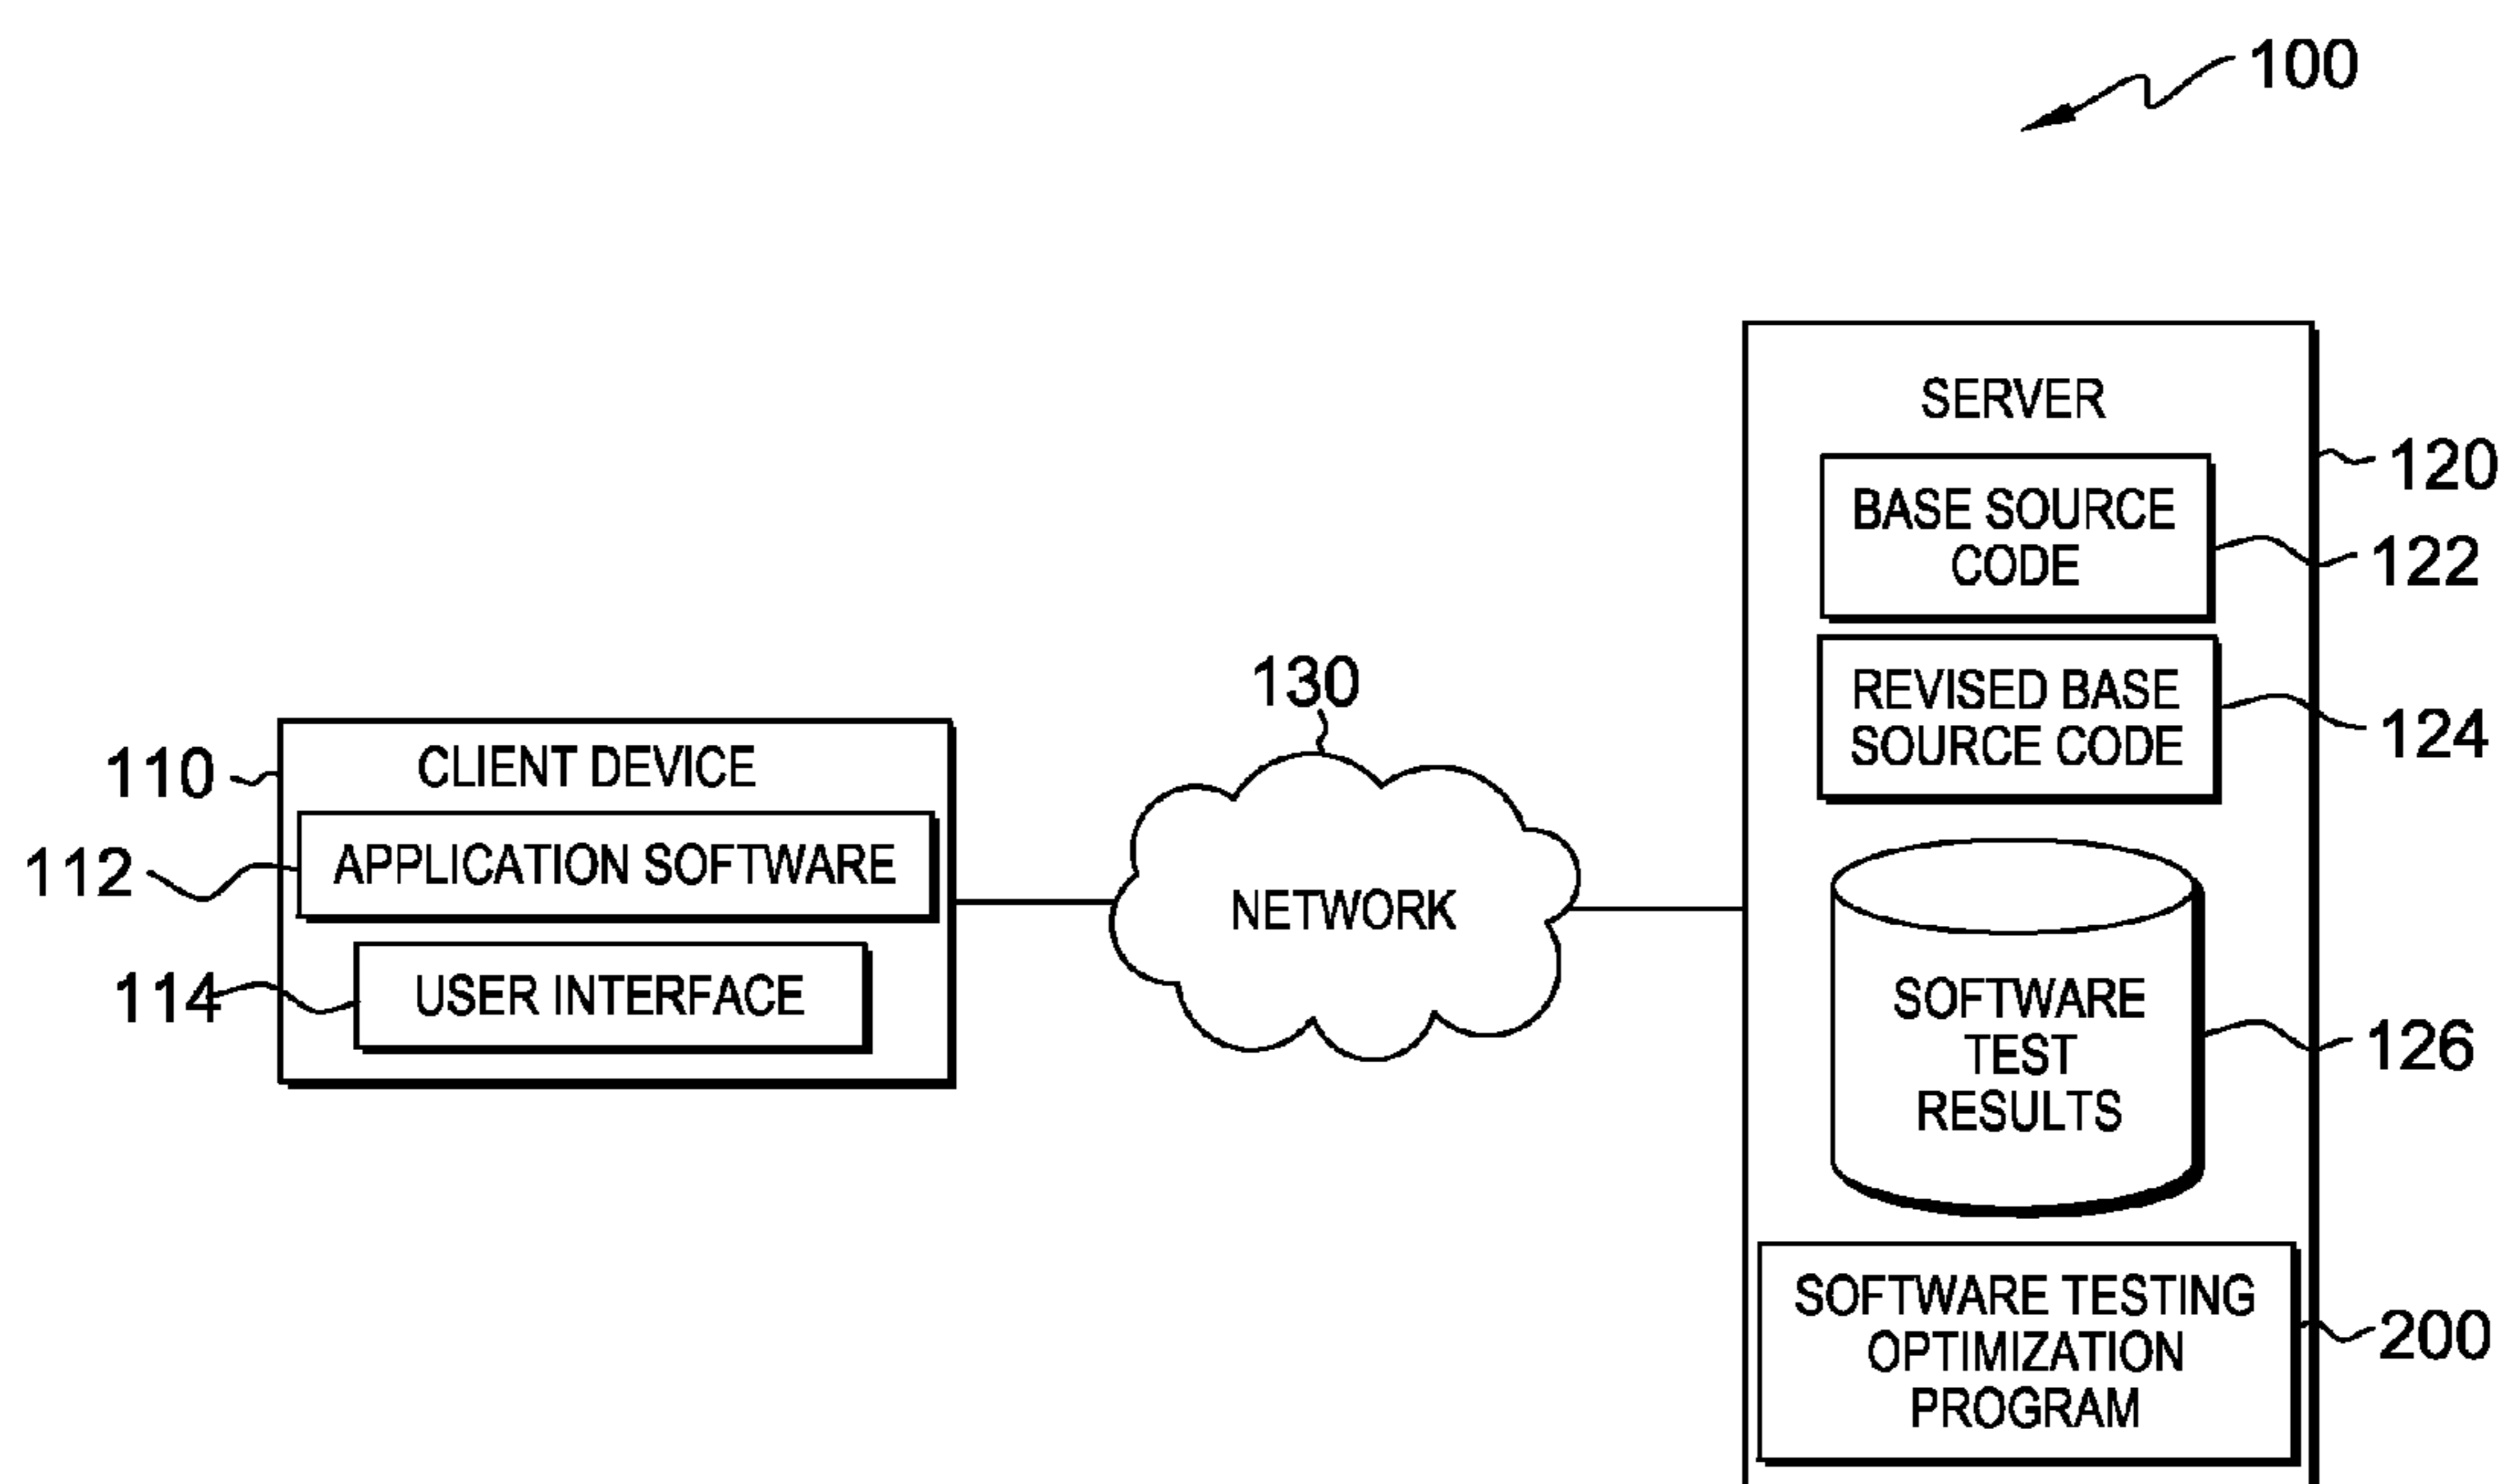 100
SERVER
120
BASE SOURCE
CODE
122
REVISED BASE
SOURCE CODE
124
130
110
CLIENT DEVICE
112
APPLICATION SOFTWARE
NETWORK
114
USER INTERFACE
SOFTWARE
TEST
RESULTS
126
SOFTWARE TESTING
OPTIMIZATION
PROGRAM
200